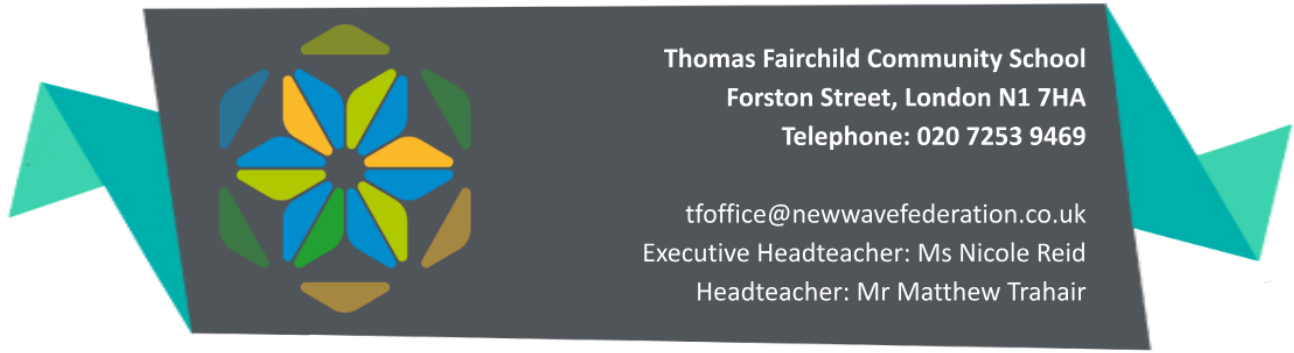 Thomas Fairchild Community School
Forston Street, London N1 7HA
Telephone: 020 7253 9469
tfoffice@newwavefederation.co.uk
Executive Headteacher: Ms Nicole Reid
Headteacher: Mr Matthew Trahair